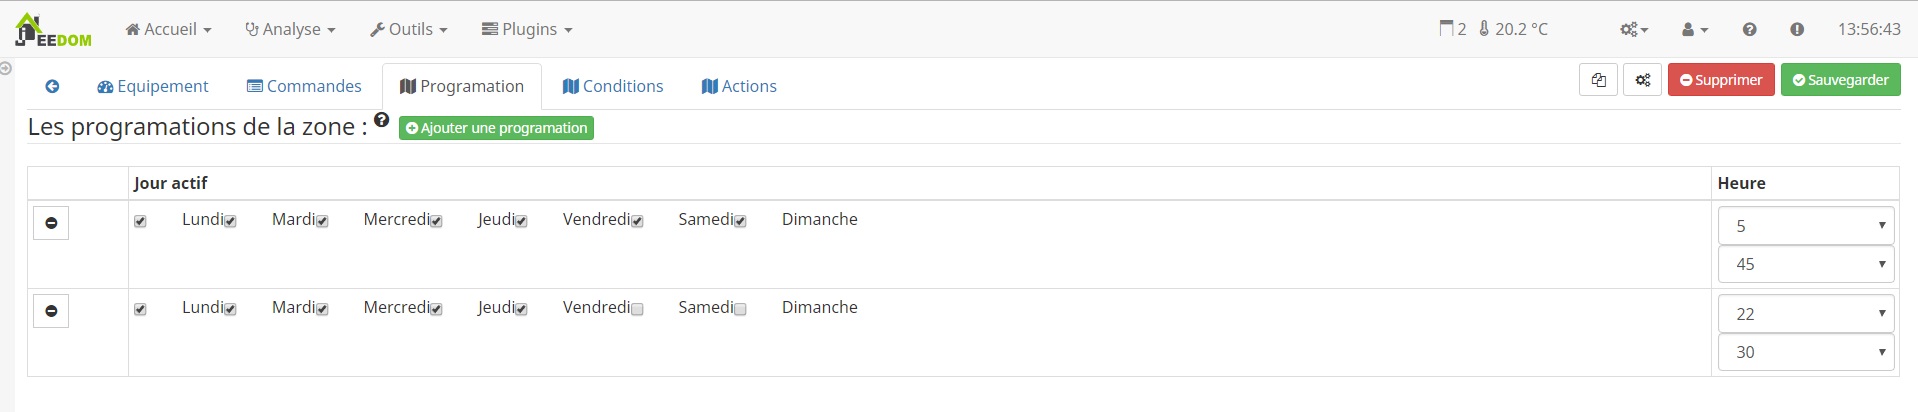 JEEDOM Accueil Analyse Outils Plugins 2 20.2 °C 13:56:43
Equipement Commandes Programation Conditions Actions Supprimer Sauvegarder
Les programations de la zone : Ajouter une programation
Jour actif Heure
Lundi Mardi Mercredi Jeudi Vendredi Samedi Dimanche 5
45
Lundi Mardi Mercredi Jeudi Vendredi Samedi Dimanche 22
30